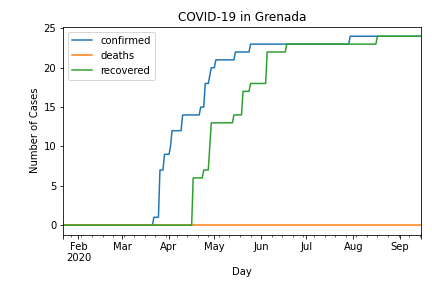 COVID-19 in Grenada
confirmed
deaths
recovered
Number of Cases
25
20
15
10
5
0
Feb Mar Apr May Jun Jul Aug Sep
2020
Day